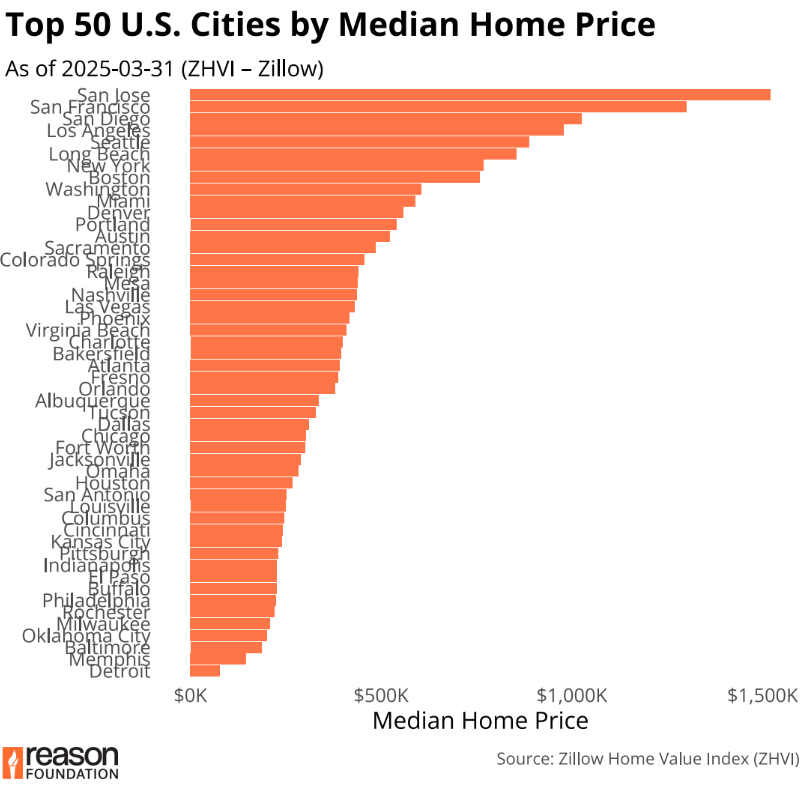 Top 50 U.S. Cities by Median Home Price
As of 2025-03-31 (ZHVI – Zillow)
San Jose
San Francisco
San Diego
Los Angeles
Seattle
Long Beach
New York
Boston
Washington
Miami
Denver
Portland
Austin
Sacramento
Colorado Springs
Raleigh
Mesa
Nashville
Las Vegas
Phoenix
Virginia Beach
Charlotte
Bakersfield
Atlanta
Fresno
Orlando
Albuquerque
Tucson
Dallas
Chicago
Fort Worth
Jacksonville
Omaha
Houston
San Antonio
Louisville
Columbus
Cincinnati
Kansas City
Pittsburgh
Indianapolis
El Paso
Buffalo
Philadelphia
Rochester
Milwaukee
Oklahoma City
Baltimore
Memphis
Detroit
$0K $500K $1,000K $1,500K
Median Home Price
reason
FOUNDATION
Source: Zillow Home Value Index (ZHVI)